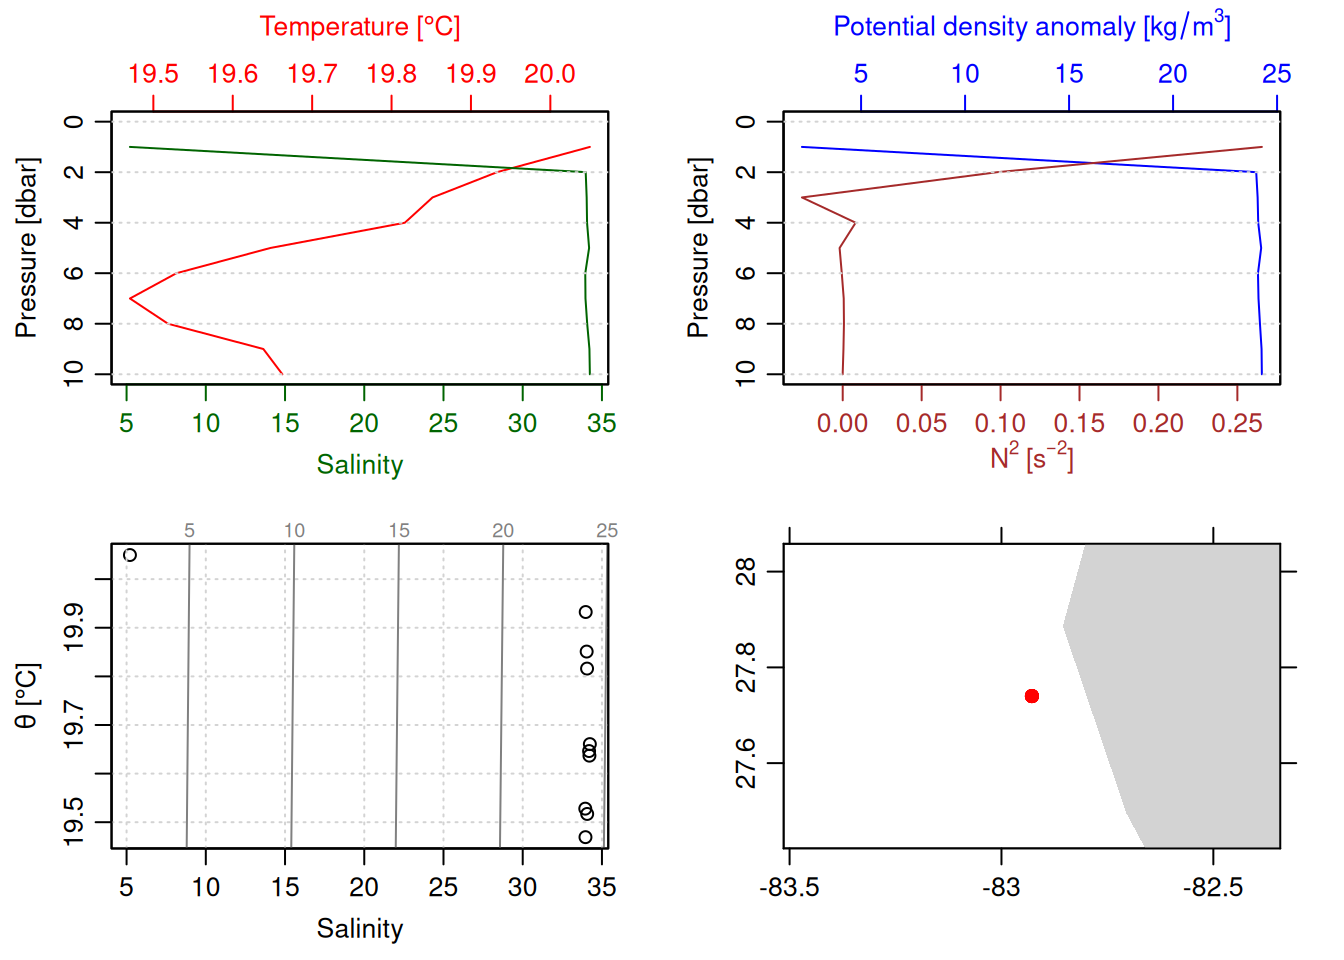 Temperature [°C]
19.5 19.6 19.7 19.8 19.9 20.0
Pressure [dbar]
0
2
4
6
8
10
5 10 15 20 25 30 35
Salinity
Potential density anomaly [kg/m³]
5 10 15 20 25
Pressure [dbar]
0
2
4
6
8
10
0.00 0.05 0.10 0.15 0.20 0.25
N² [s⁻²]
5 10 15 20 25
θ [°C]
19.9
19.7
19.5
5 10 15 20 25 30 35
Salinity
28
27.8
27.6
-83.5 -83 -82.5